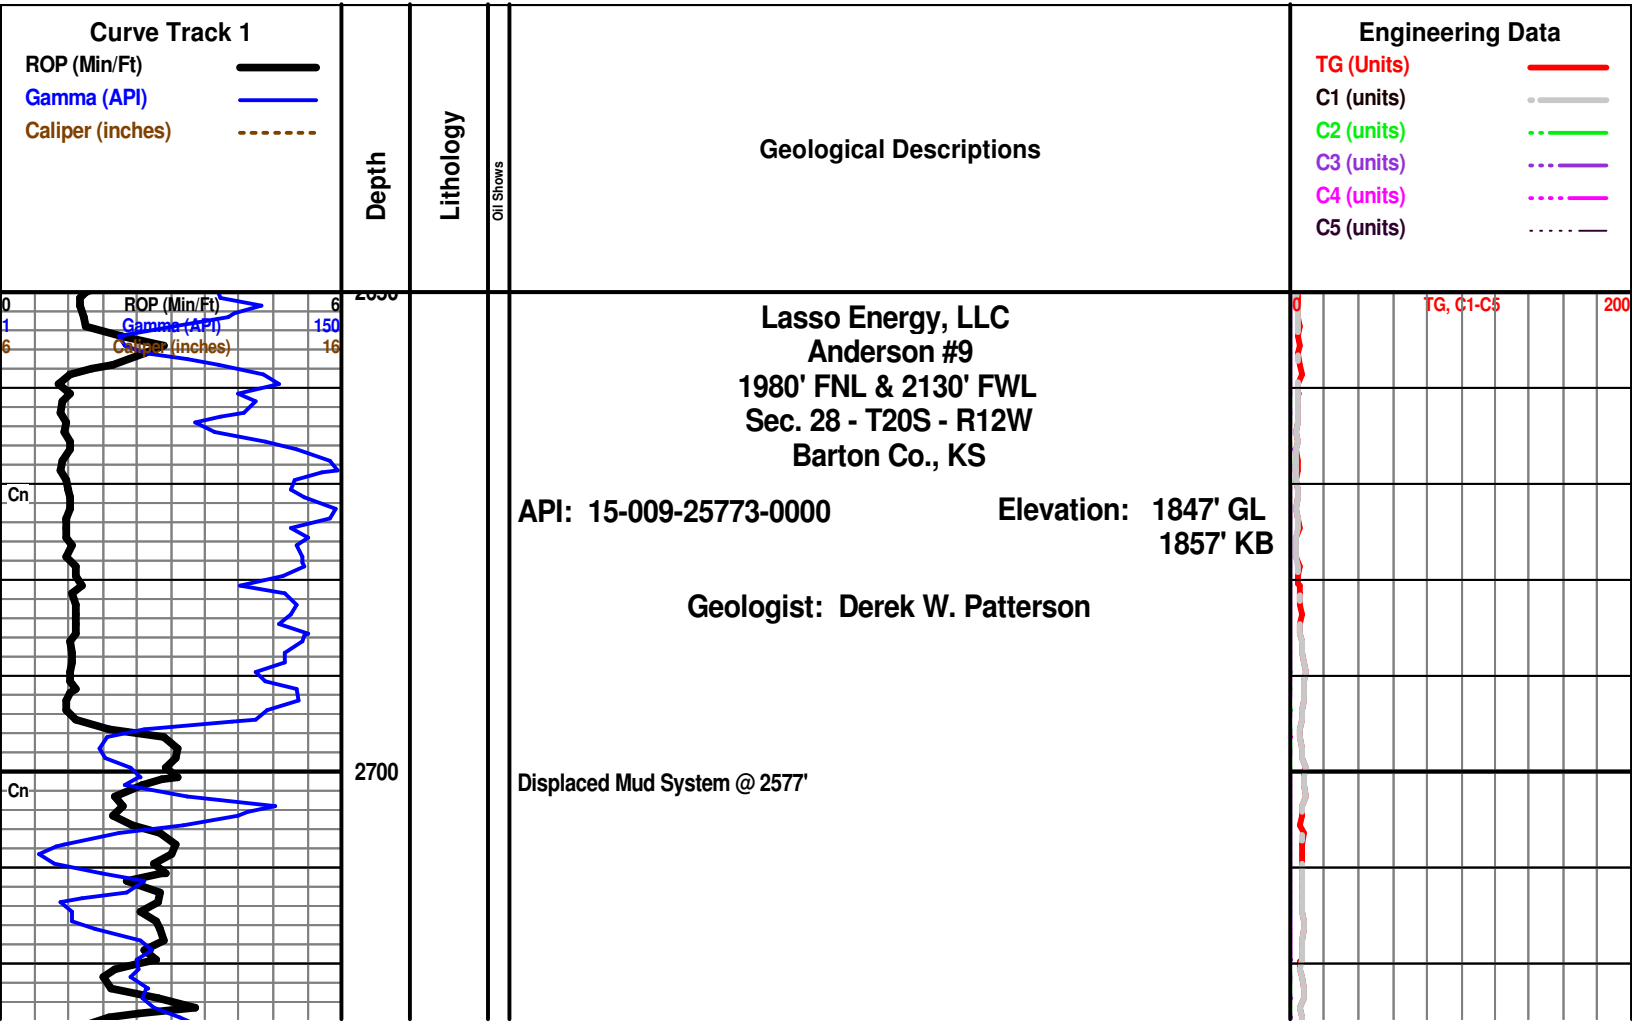 Curve Track 1
ROP (Min/Ft)
Gamma (API)
Caliper (inches)
Depth
Lithology
Oil Shows
Geological Descriptions
Engineering Data
TG (Units)
C1 (units)
C2 (units)
C3 (units)
C4 (units)
C5 (units)
0 ROP (Min/Ft) 6
1 Gamma (API) 150
6 Caliper (inches) 16
0 TG, C1-C5 200
Lasso Energy, LLC
Anderson #9
1980' FNL & 2130' FWL
Sec. 28 - T20S - R12W
Barton Co., KS
Cn
API: 15-009-25773-0000 Elevation: 1847' GL
1857' KB
Geologist: Derek W. Patterson
2700
Cn
Displaced Mud System @ 2577'